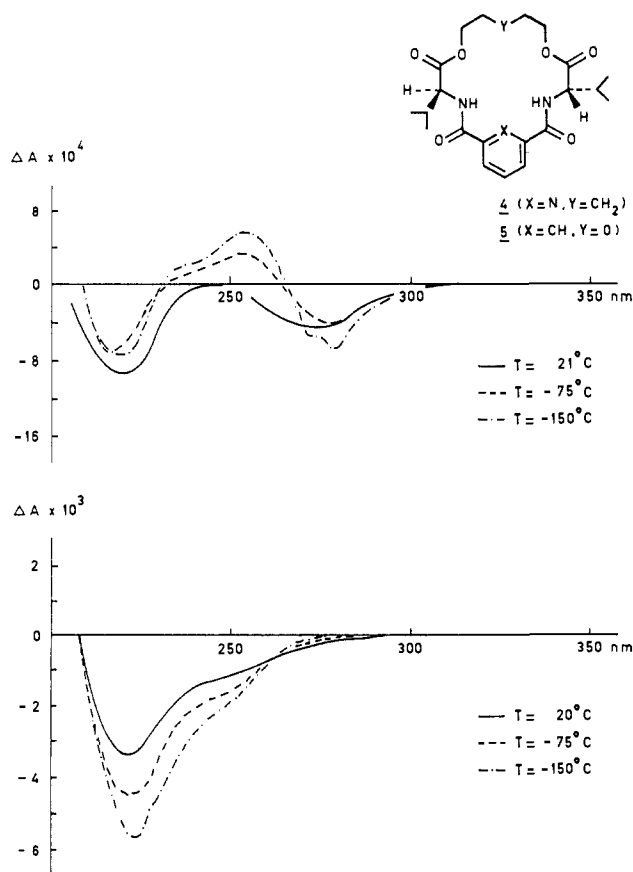 Y
O O O O
H NH HN H
O X O
4 (X=N, Y=CH₂)
5 (X=CH, Y=O)
ΔA x 10⁴
8
0
250 300 350
nm
-8
-16
T = 21°C
T = -75°C
T = -150°C
ΔA x 10³
2
0
250 300 350
nm
-2
-4
-6
T = 20°C
T = -75°C
T = -150°C